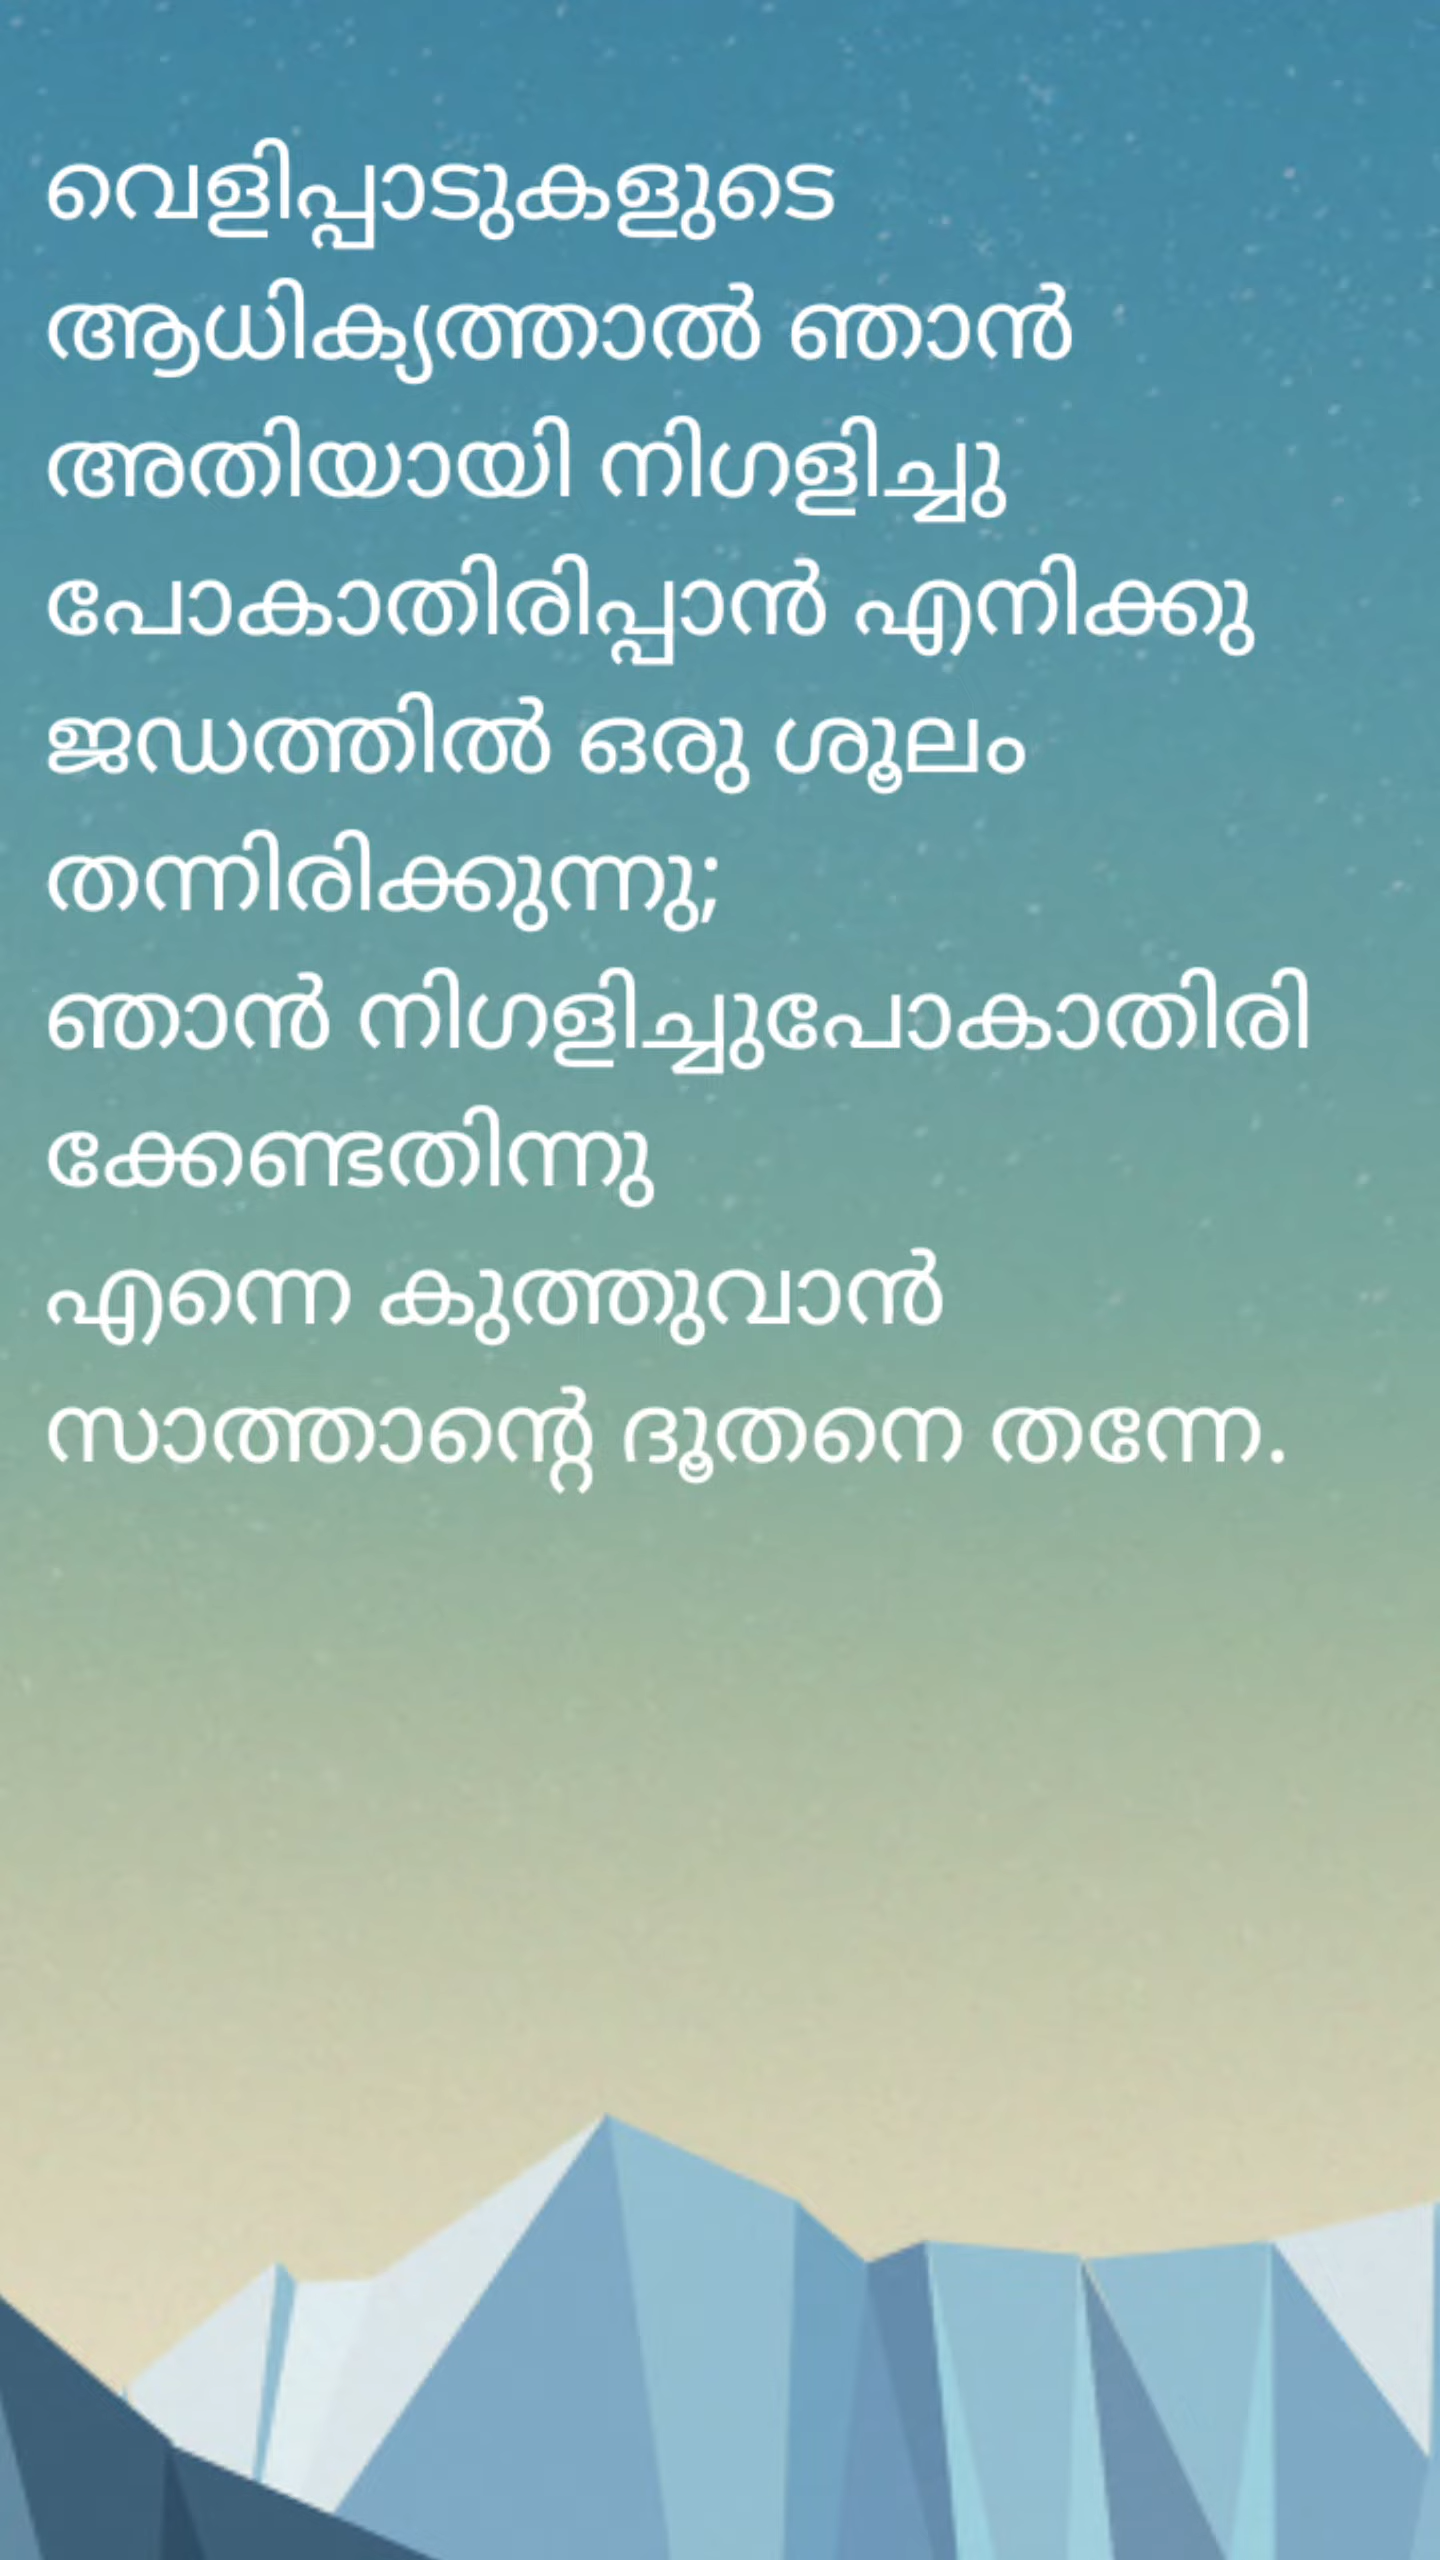 വെളിപ്പാടുകളുടെ
ആധിക്യത്താൽ ഞാൻ
അതിയായി നിഗളിച്ചു
പോകാതിരിപ്പാൻ എനിക്കു
ജഡത്തിൽ ഒരു ശൂലം
തന്നിരിക്കുന്നു;
ഞാൻ നിഗളിച്ചുപോകാതിരി
ക്കേണ്ടതിന്നു
എന്നെ കുത്തുവാൻ
സാത്താന്റെ ദൂതനെ തന്നേ.